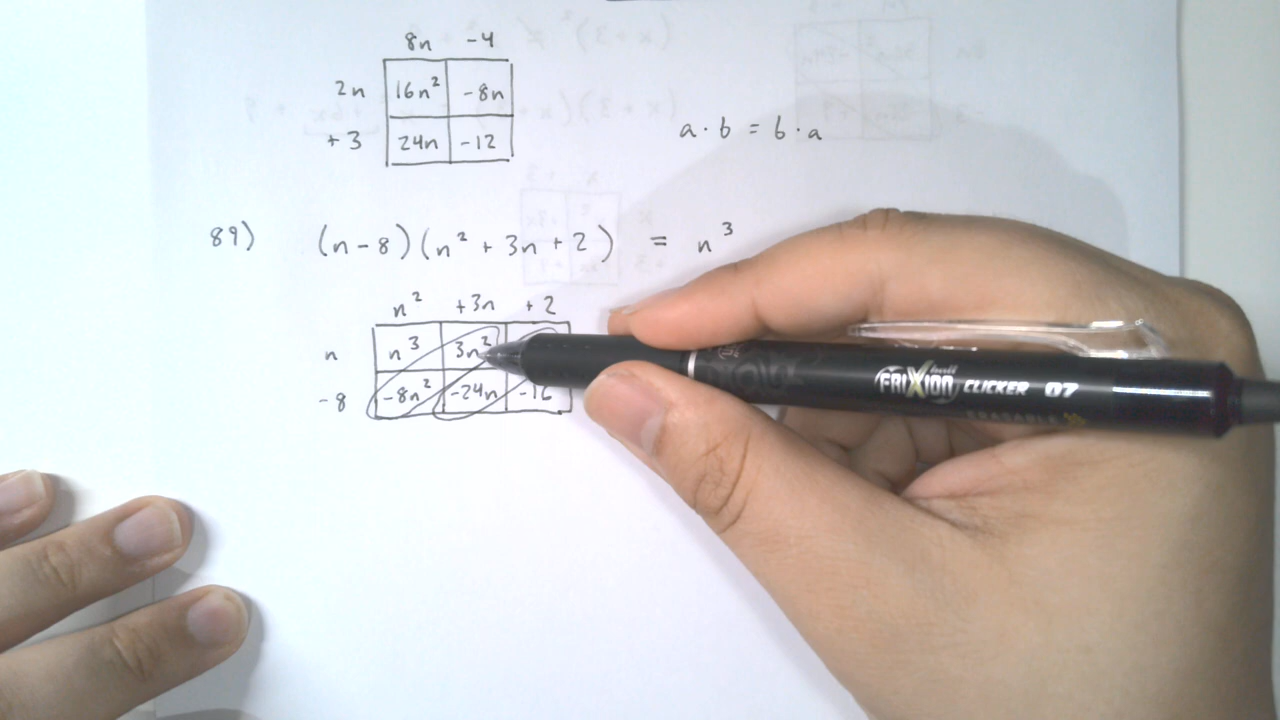 8n -4
2n 16n² -8n
+3 24n -12
a · b = b · a
89) (n - 8)(n² + 3n + 2) = n³
n² +3n +2
n n³ 3n²
-8 -8n² -24n -16
FRIXION CLICKER 07
ERASABLE